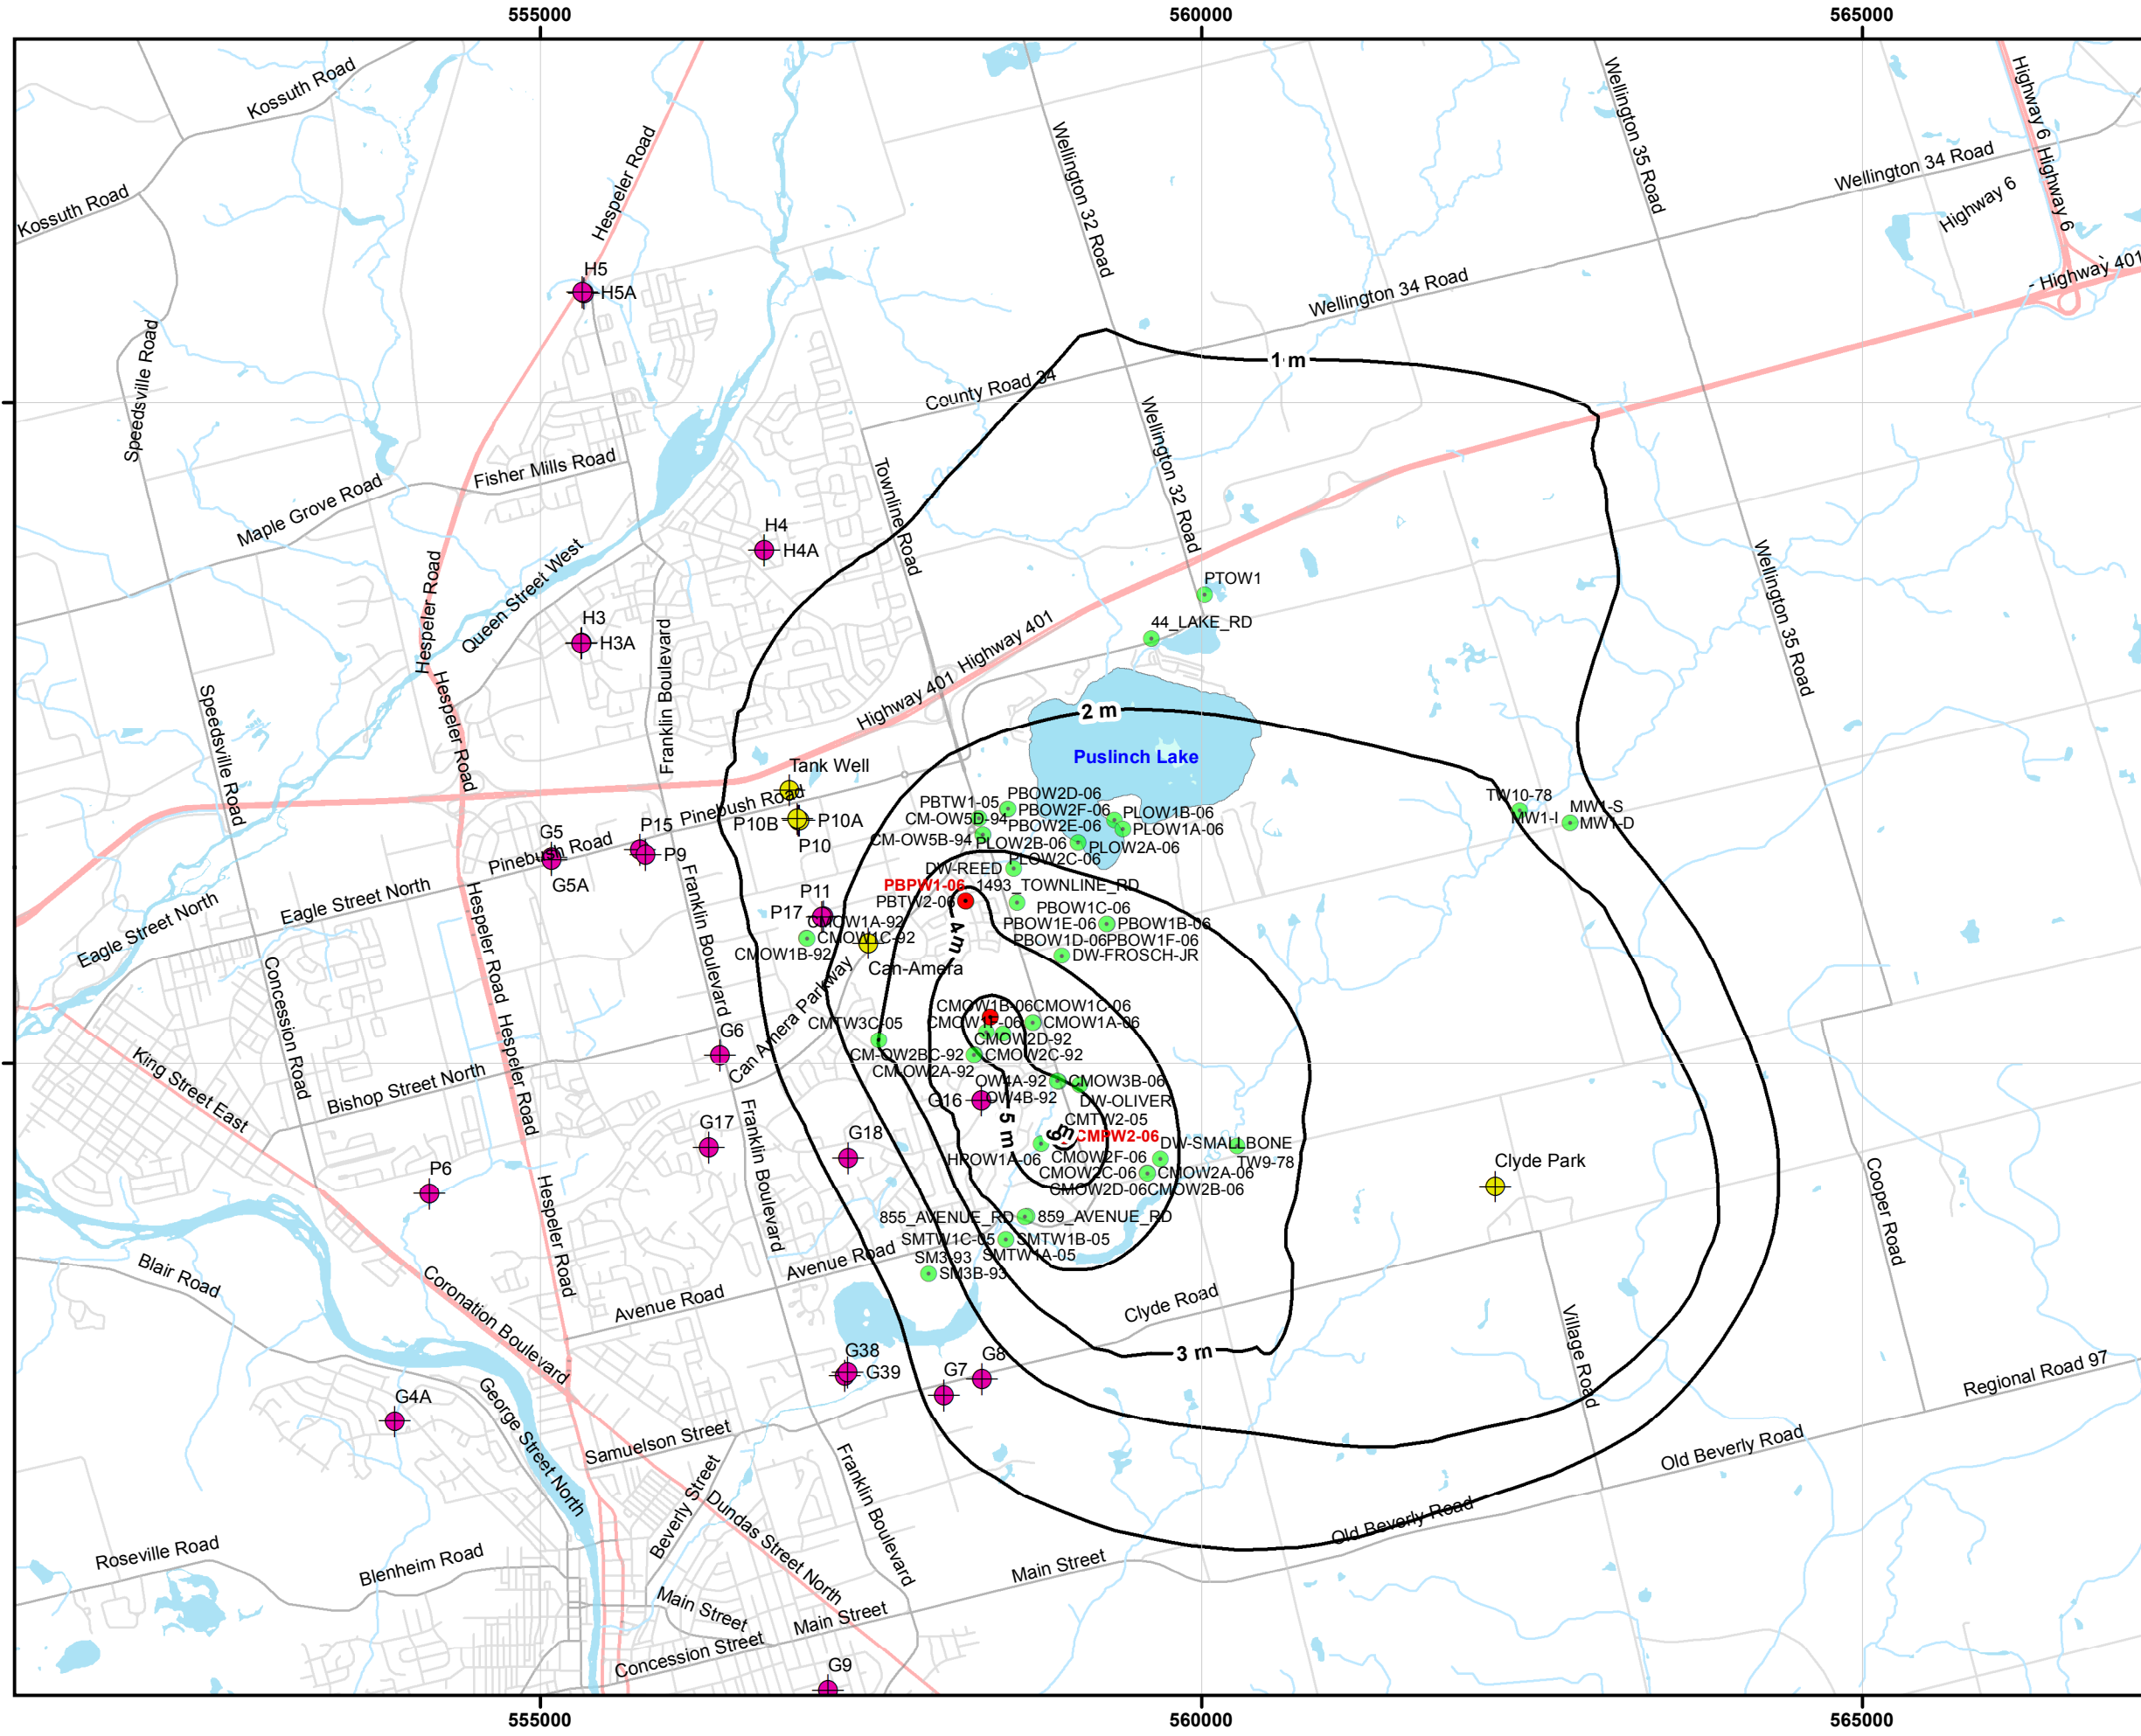 555000
560000
565000
Kossuth Road
Kossuth Road
Hespeler Road
Wellington 32 Road
Wellington 35 Road
Highway 6
Highway 6
Wellington 34 Road
Highway 6
Highway 401
H5
H5A
Wellington 34 Road
1 m
Speedsville Road
County Road 34
Wellington 32 Road
Fisher Mills Road
Maple Grove Road
Townline Road
H4
H4A
Queen Street West
Hespeler Road
H3
H3A
Franklin Boulevard
Wellington 35 Road
PTOW1
44_LAKE_RD
Highway 401
Highway 401
Hespeler Road
Speedsville Road
2 m
Puslinch Lake
Tank Well
Pinebush Road
P10B
P10A
P10
PBOW2D-06
PBTW1-05
PBOW2F-06
CM-OW5D-94
PBOW2E-06
CM-OW5B-94
PLOW1B-06
PLOW1A-06
PLOW2B-06
PLOW2A-06
PLOW2C-06
TW10-78
MW1-I
MW1-S
MW1-D
G5
G5A
Pinebush Road
P15
P9
DW-REED
PBPW1-06
1493_TOWNLINE_RD
PBTW2-06
Eagle Street North
Eagle Street North
Hespeler Road
Franklin Boulevard
P11
P17
CMOW1A-92
CMOW1C-92
CMOW1B-92
Can-Amera
4 m
PBOW1C-06
PBOW1E-06
PBOW1B-06
PBOW1D-06
PBOW1F-06
DW-FROSCH-JR
Concession Road
Hespeler Road
Can Amera Parkway
CMOW1B-06
CMOW1C-06
CMOW1F-06
CMOW1A-06
CMTW3C-05
CMOW2D-92
CM-OW2BC-92
CMOW2C-92
CM-OW2A-92
G6
King Street East
Bishop Street North
OW4A-92
CMOW3B-06
OW4B-92
DW-OLIVER
G16
CMTW2-05
5 m
CMPW2-06
DW-SMALLBONE
TW9-78
HPOW1A-06
CMOW2F-06
CMOW2C-06
CMOW2A-06
CMOW2D-06
CMOW2B-06
G17
G18
Franklin Boulevard
P6
Hespeler Road
Clyde Park
Cooper Road
855_AVENUE_RD
859_AVENUE_RD
SMTW1C-05
SMTW1B-05
SMTW1A-05
SM3-93
SM3B-93
Avenue Road
Avenue Road
Blair Road
Coronation Boulevard
Clyde Road
3 m
Village Road
Regional Road 97
G38
G39
G7
G8
G4A
George Street North
Samuelson Street
Beverly Street
Dundas Street North
Franklin Boulevard
Old Beverly Road
Old Beverly Road
Roseville Road
Blenheim Road
Main Street
Main Street
Main Street
Concession Street
G9
555000
560000
565000